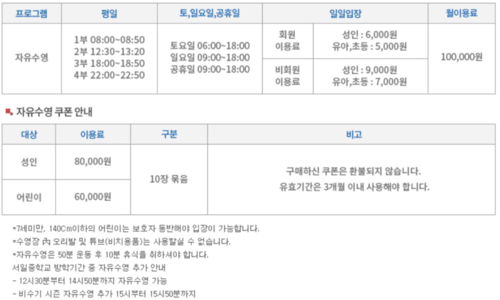 프로그램 평일 토,일요일,공휴일 일일입장 월이용료
자유수영
1부 08:00~08:50
2부 12:30~13:20
3부 18:00~18:50
4부 22:00~22:50
토요일 06:00~18:00
일요일 09:00~18:00
공휴일 09:00~18:00
회원
이용료
성인 : 6,000원
유아,초등 : 5,000원
비회원
이용료
성인 : 9,000원
유아,초등 : 7,000원
100,000원
자유수영 쿠폰 안내
대상 이용료 구분 비고
성인 80,000원
어린이 60,000원
10장 묶음
구매하신 쿠폰은 환불되지 않습니다.
유효기간은 3개월 이내 사용해야 합니다.
*7세미만, 140Cm이하의 어린이는 보호자 동반해야 입장이 가능합니다.
*수영장 內 오리발 및 튜브(비치용품)는 사용할실 수 없습니다.
*자유수영은 50분 운동 후 10분 휴식를 취하셔야 합니다.
서일중학교 방학기간 중 자유수영 추가 안내
- 12시30분부터 14시50분까지 자유수영 가능
- 비수기 시즌 자유수영 추가 15시부터 15시50분까지